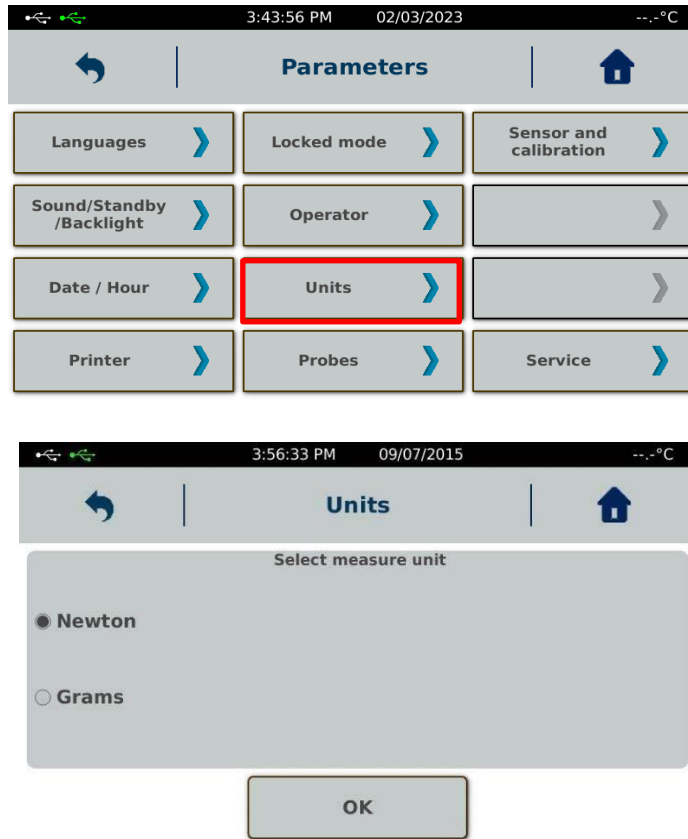 3:43:56 PM 02/03/2023 --.-°C
Parameters
Languages
Locked mode
Sensor and
calibration
Sound/Standby
/Backlight
Operator
Date / Hour
Units
Printer
Probes
Service
3:56:33 PM 09/07/2015 --.-°C
Units
Select measure unit
Newton
Grams
OK